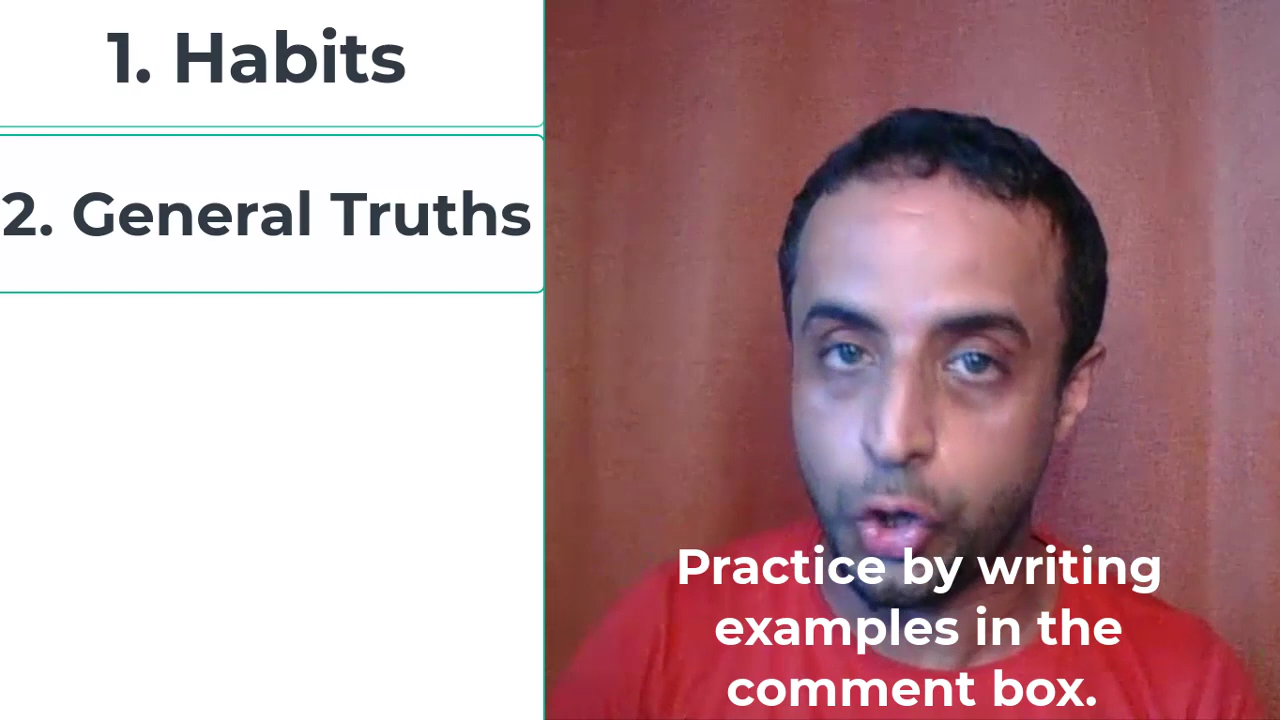 1. Habits
2. General Truths
Practice by writing
examples in the
comment box.